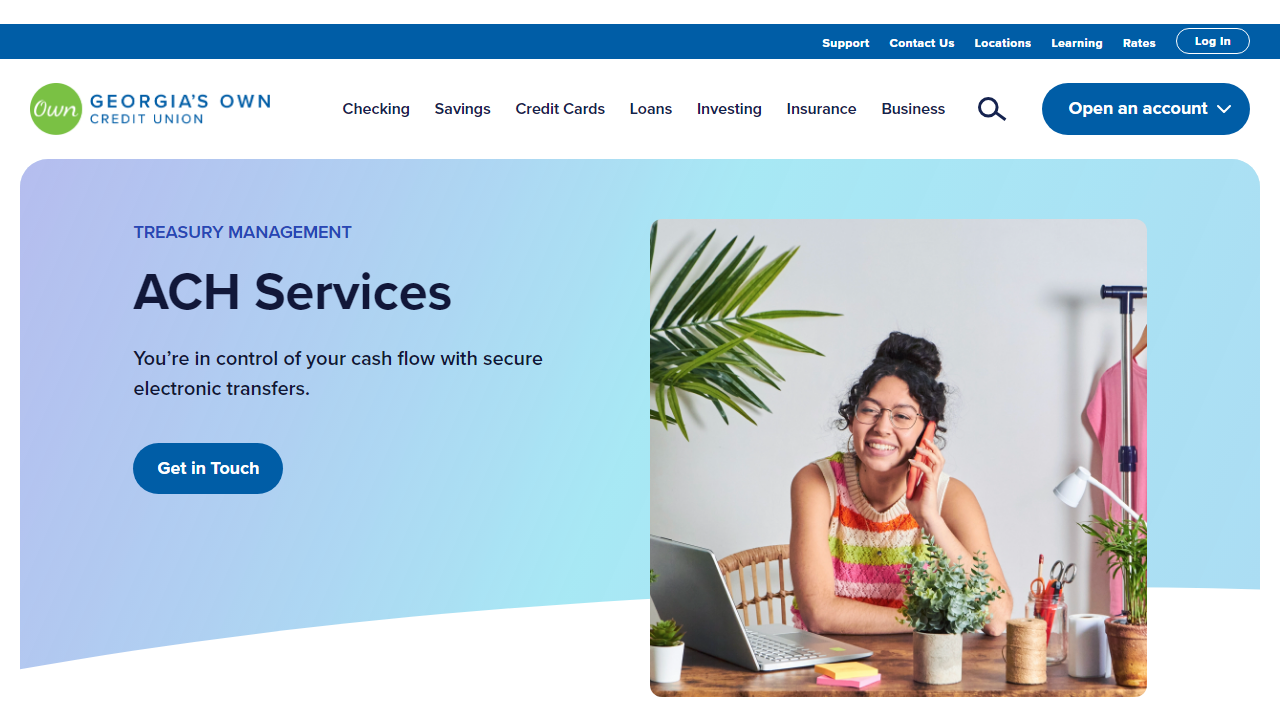 Support Contact Us Locations Learning Rates Log In
Own GEORGIA'S OWN
CREDIT UNION
Checking Savings Credit Cards Loans Investing Insurance Business Open an account
TREASURY MANAGEMENT
ACH Services
You’re in control of your cash flow with secure
electronic transfers.
Get in Touch